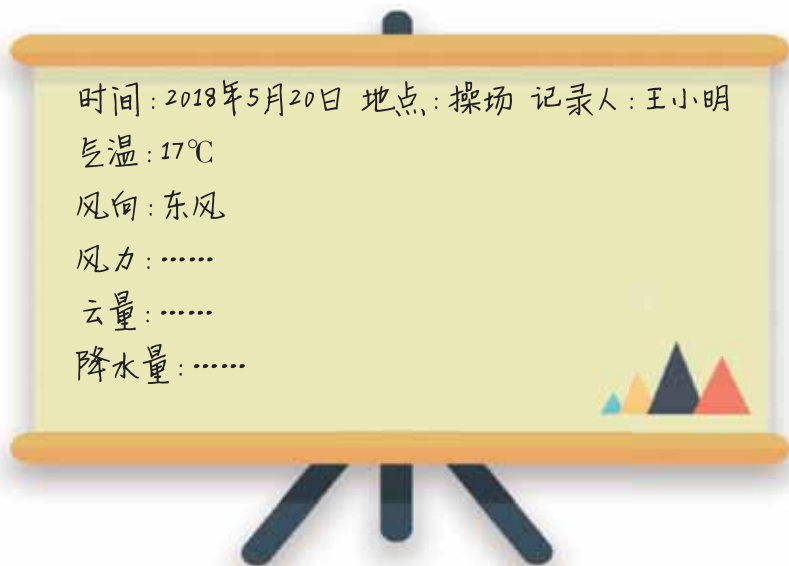 时间：2018年5月20日 地点：操场 记录人：王小明
气温：17℃
风向：东风
风力：……
云量：……
降水量：……